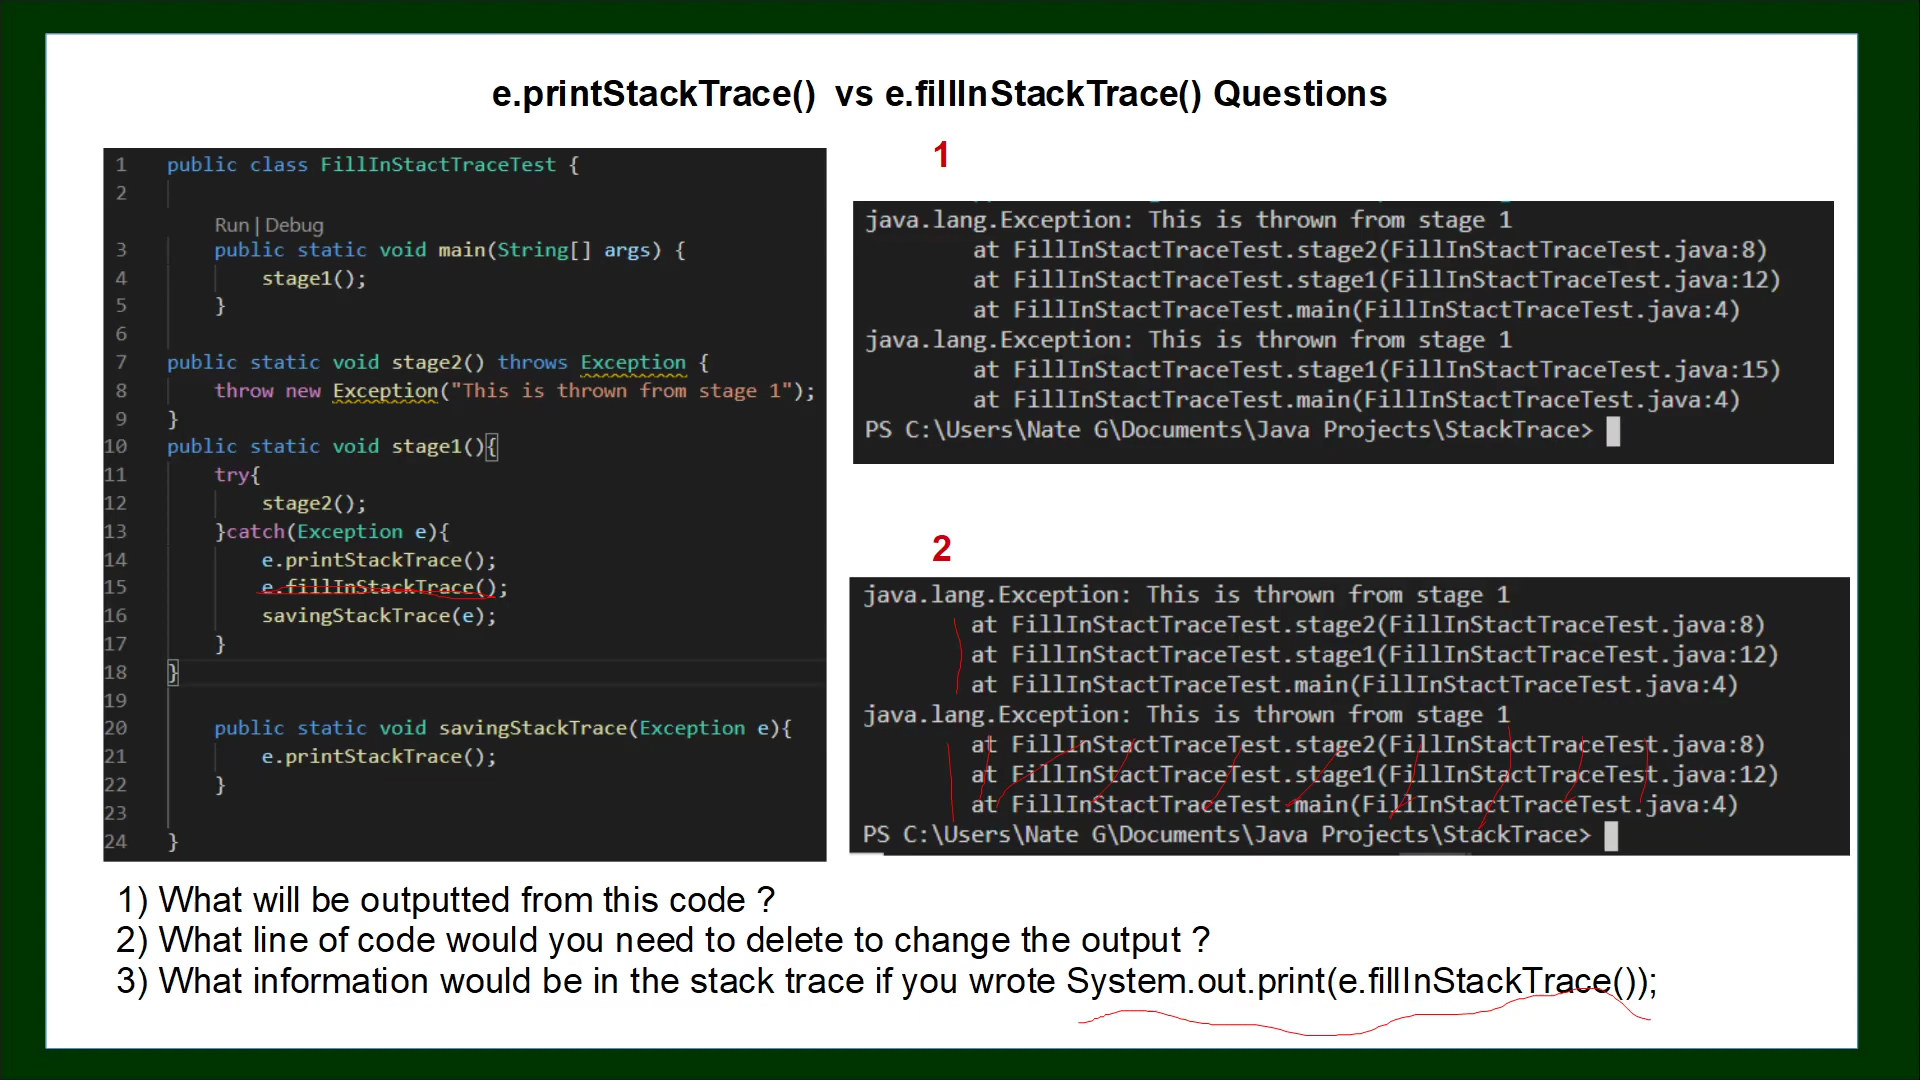 e.printStackTrace()  vs e.fillInStackTrace() Questions
1 public class FillInStactTraceTest {
2
Run | Debug
3 public static void main(String[] args) {
4 stage1();
5 }
6
7 public static void stage2() throws Exception {
8 throw new Exception("This is thrown from stage 1");
9 }
10 public static void stage1(){
11 try{
12 stage2();
13 }catch(Exception e){
14 e.printStackTrace();
15 e.fillInStackTrace();
16 savingStackTrace(e);
17 }
18 }
19
20 public static void savingStackTrace(Exception e){
21 e.printStackTrace();
22 }
23
24 }
1
java.lang.Exception: This is thrown from stage 1
at FillInStactTraceTest.stage2(FillInStactTraceTest.java:8)
at FillInStactTraceTest.stage1(FillInStactTraceTest.java:12)
at FillInStactTraceTest.main(FillInStactTraceTest.java:4)
java.lang.Exception: This is thrown from stage 1
at FillInStactTraceTest.stage1(FillInStactTraceTest.java:15)
at FillInStactTraceTest.main(FillInStactTraceTest.java:4)
PS C:\Users\Nate G\Documents\Java Projects\StackTrace>
2
java.lang.Exception: This is thrown from stage 1
at FillInStactTraceTest.stage2(FillInStactTraceTest.java:8)
at FillInStactTraceTest.stage1(FillInStactTraceTest.java:12)
at FillInStactTraceTest.main(FillInStactTraceTest.java:4)
java.lang.Exception: This is thrown from stage 1
at FillInStactTraceTest.stage2(FillInStactTraceTest.java:8)
at FillInStactTraceTest.stage1(FillInStactTraceTest.java:12)
at FillInStactTraceTest.main(FillInStactTraceTest.java:4)
PS C:\Users\Nate G\Documents\Java Projects\StackTrace>
1) What will be outputted from this code ?
2) What line of code would you need to delete to change the output ?
3) What information would be in the stack trace if you wrote System.out.print(e.fillInStackTrace());